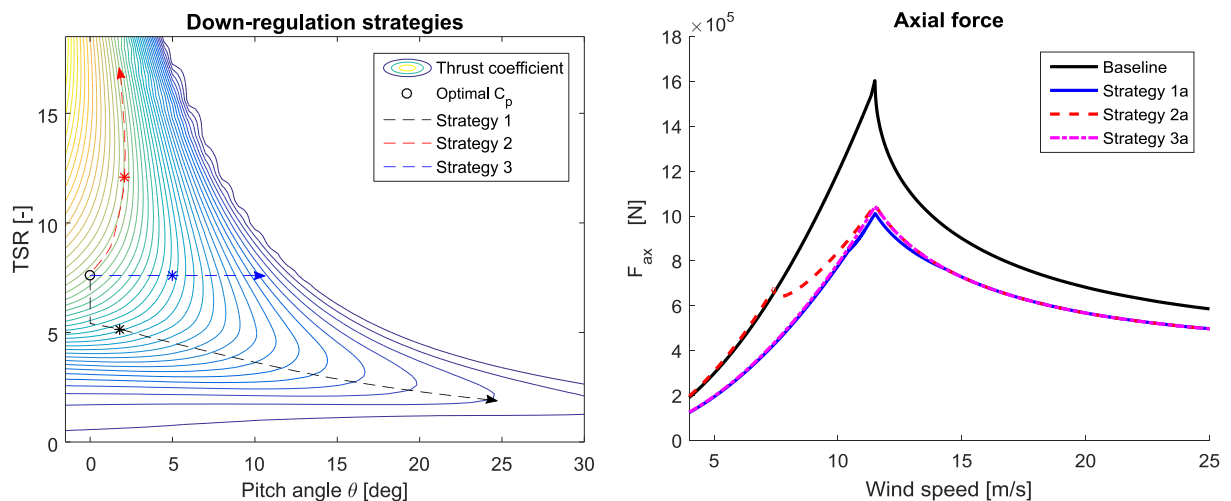 Down-regulation strategies
Thrust coefficient
Optimal C_p
Strategy 1
Strategy 2
Strategy 3
TSR [-]
15
10
5
0
0 5 10 15 20 25 30
Pitch angle θ [deg]
Axial force
×10^5
Baseline
Strategy 1a
Strategy 2a
Strategy 3a
F_ax [N]
18
16
14
12
10
8
6
4
2
0
5 10 15 20 25
Wind speed [m/s]